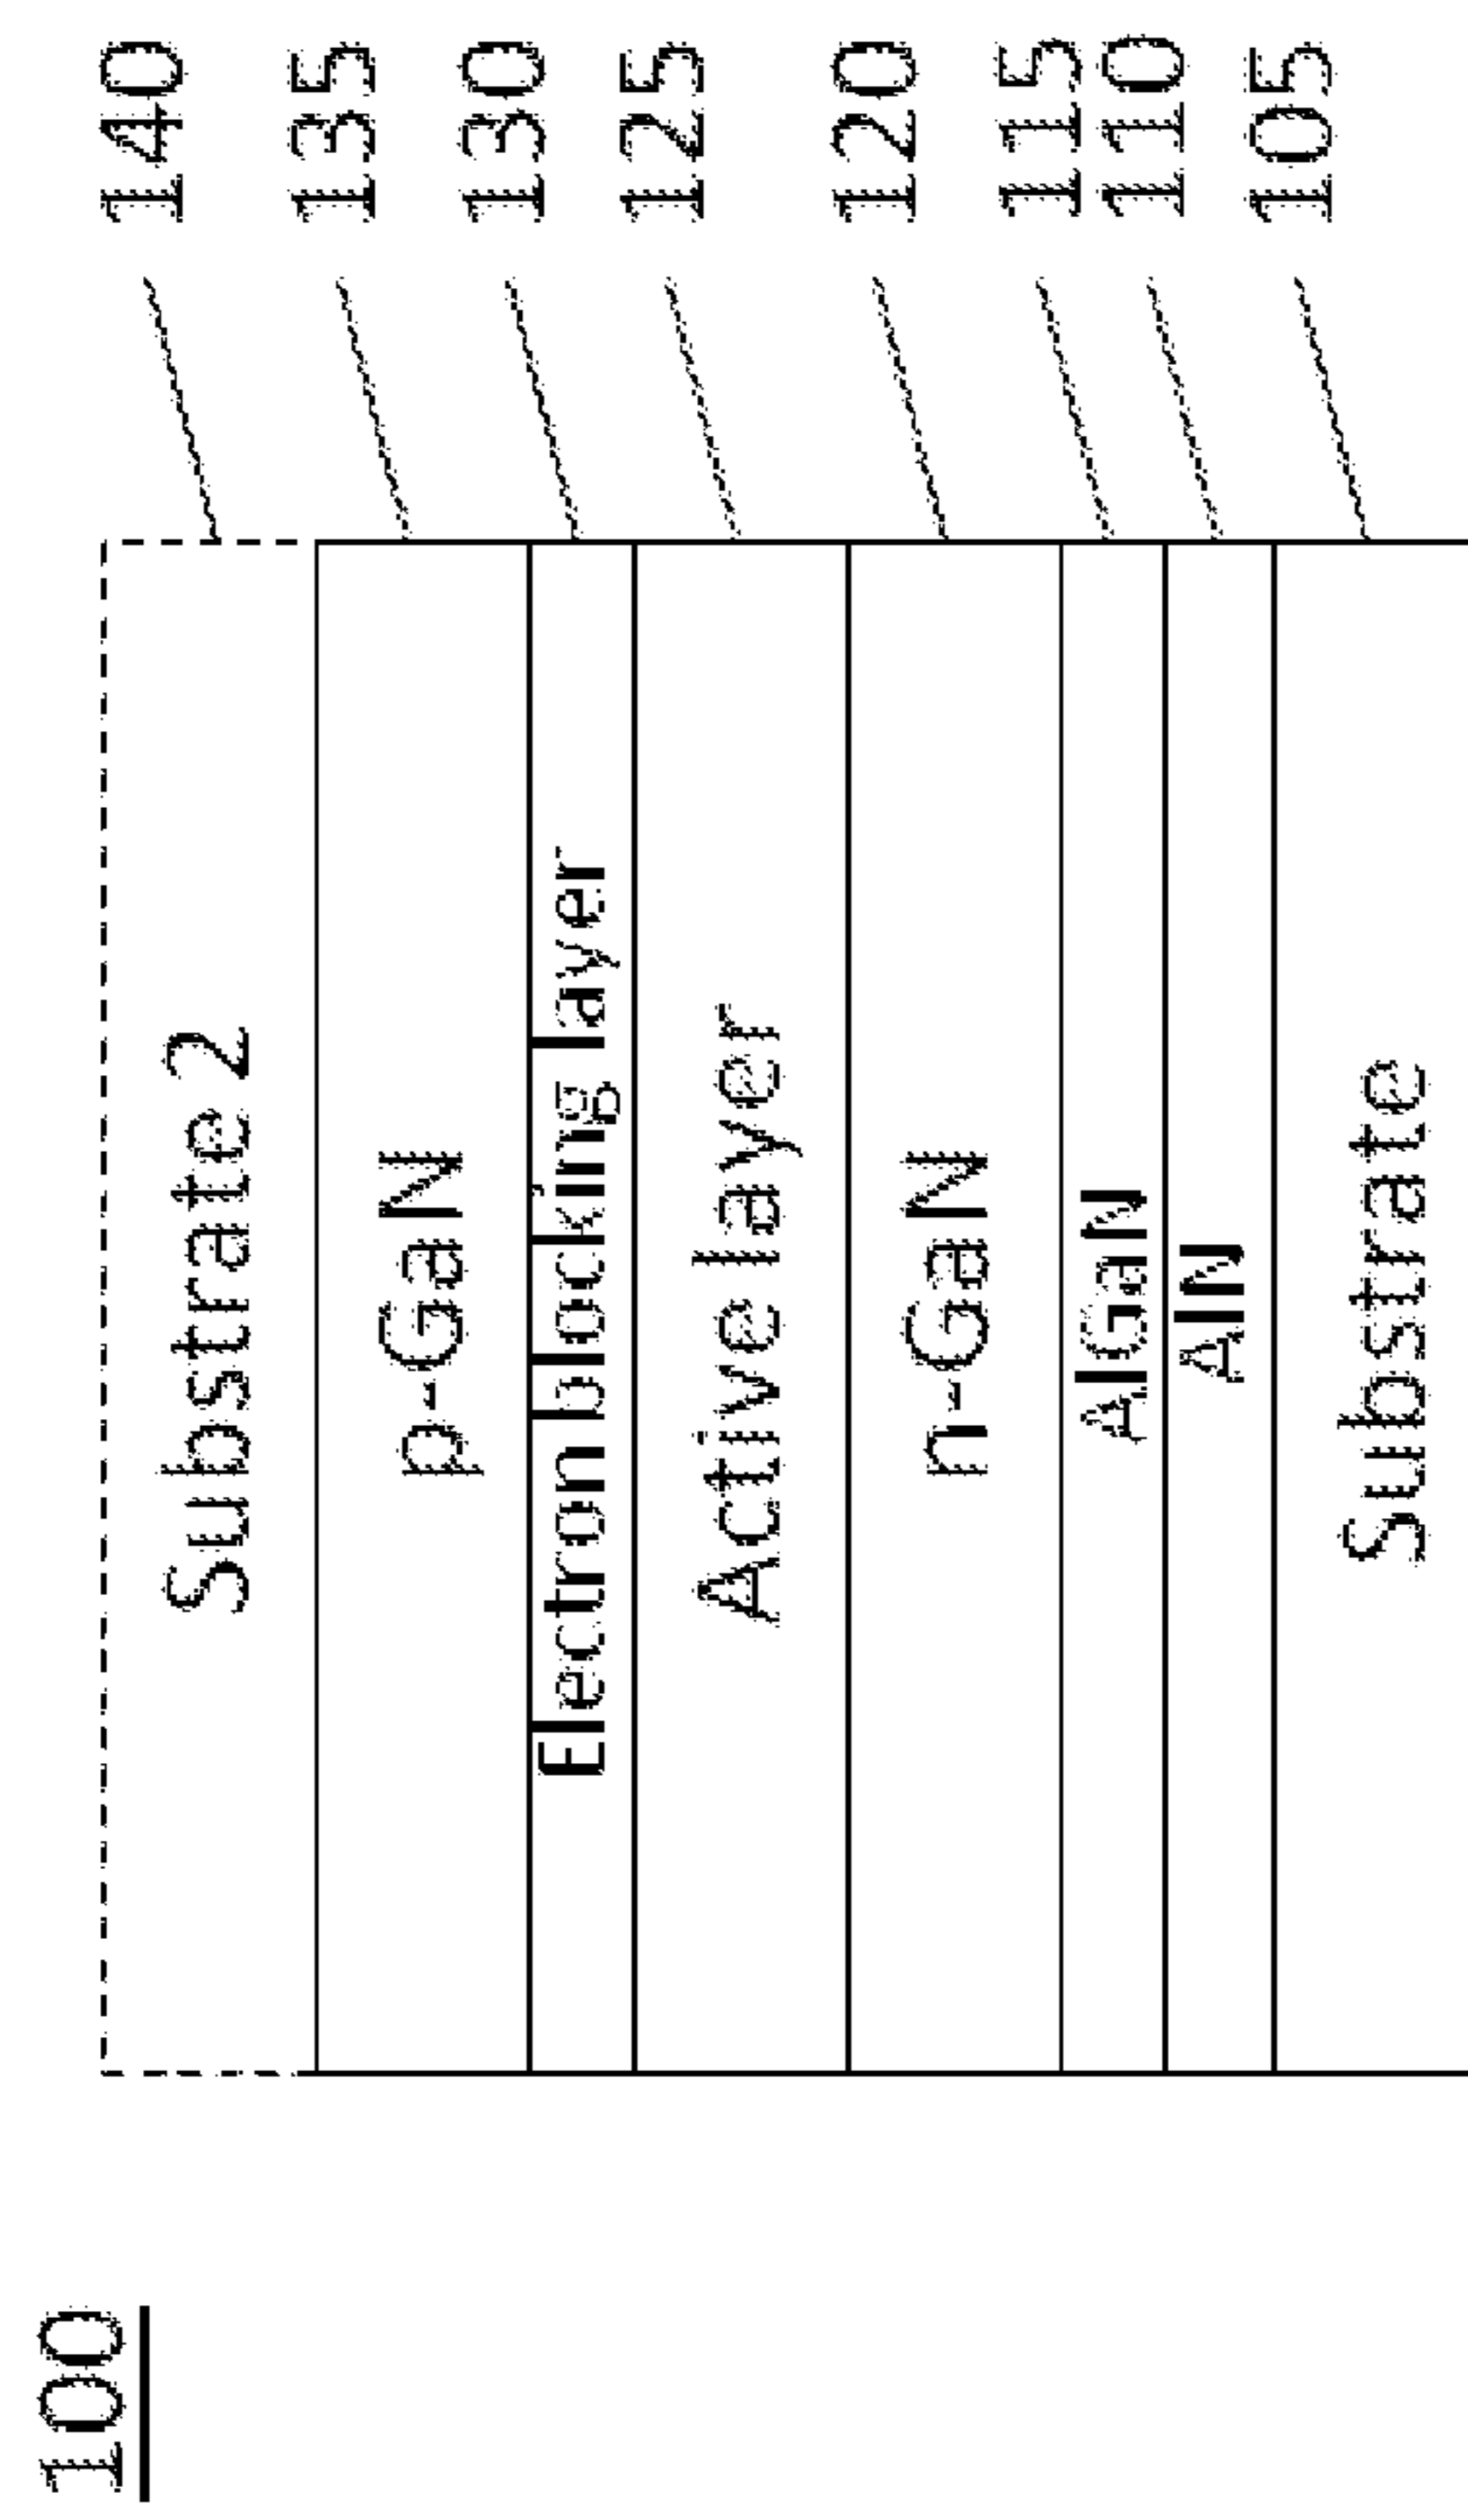 100
Substrate 2 140
p-GaN 135
Electron blocking layer 130
Active Layer 125
n-GaN 120
AlGaN 115
AlN 110
Substrate 105